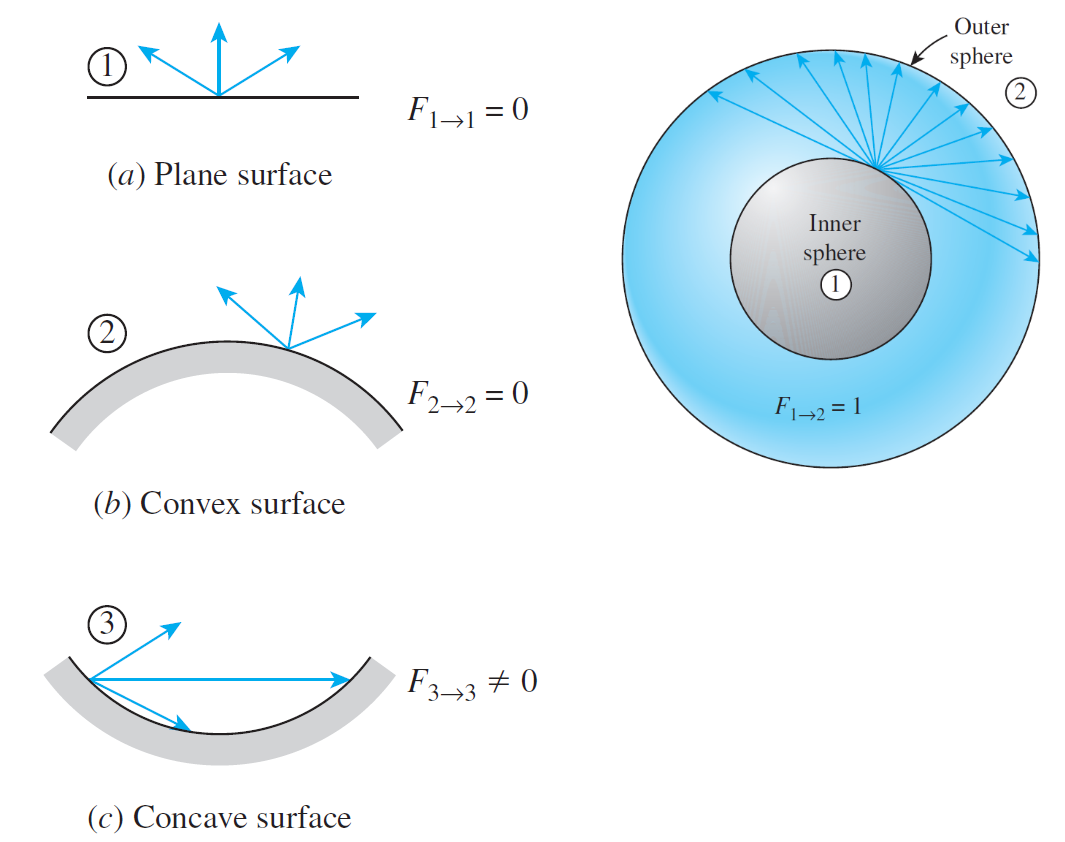 ①
F₁→₁ = 0
(a) Plane surface
②
F₂→₂ = 0
(b) Convex surface
③
F₃→₃ ≠ 0
(c) Concave surface
Outer
sphere
②
Inner
sphere
①
F₁→₂ = 1